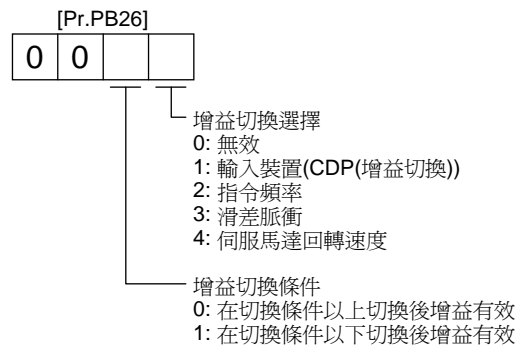 [Pr.PB26]
0 0
增益切換選擇
0: 無效
1: 輸入裝置(CDP(增益切換))
2: 指令頻率
3: 滑差脈衝
4: 伺服馬達回轉速度
增益切換條件
0: 在切換條件以上切換後增益有效
1: 在切換條件以下切換後增益有效